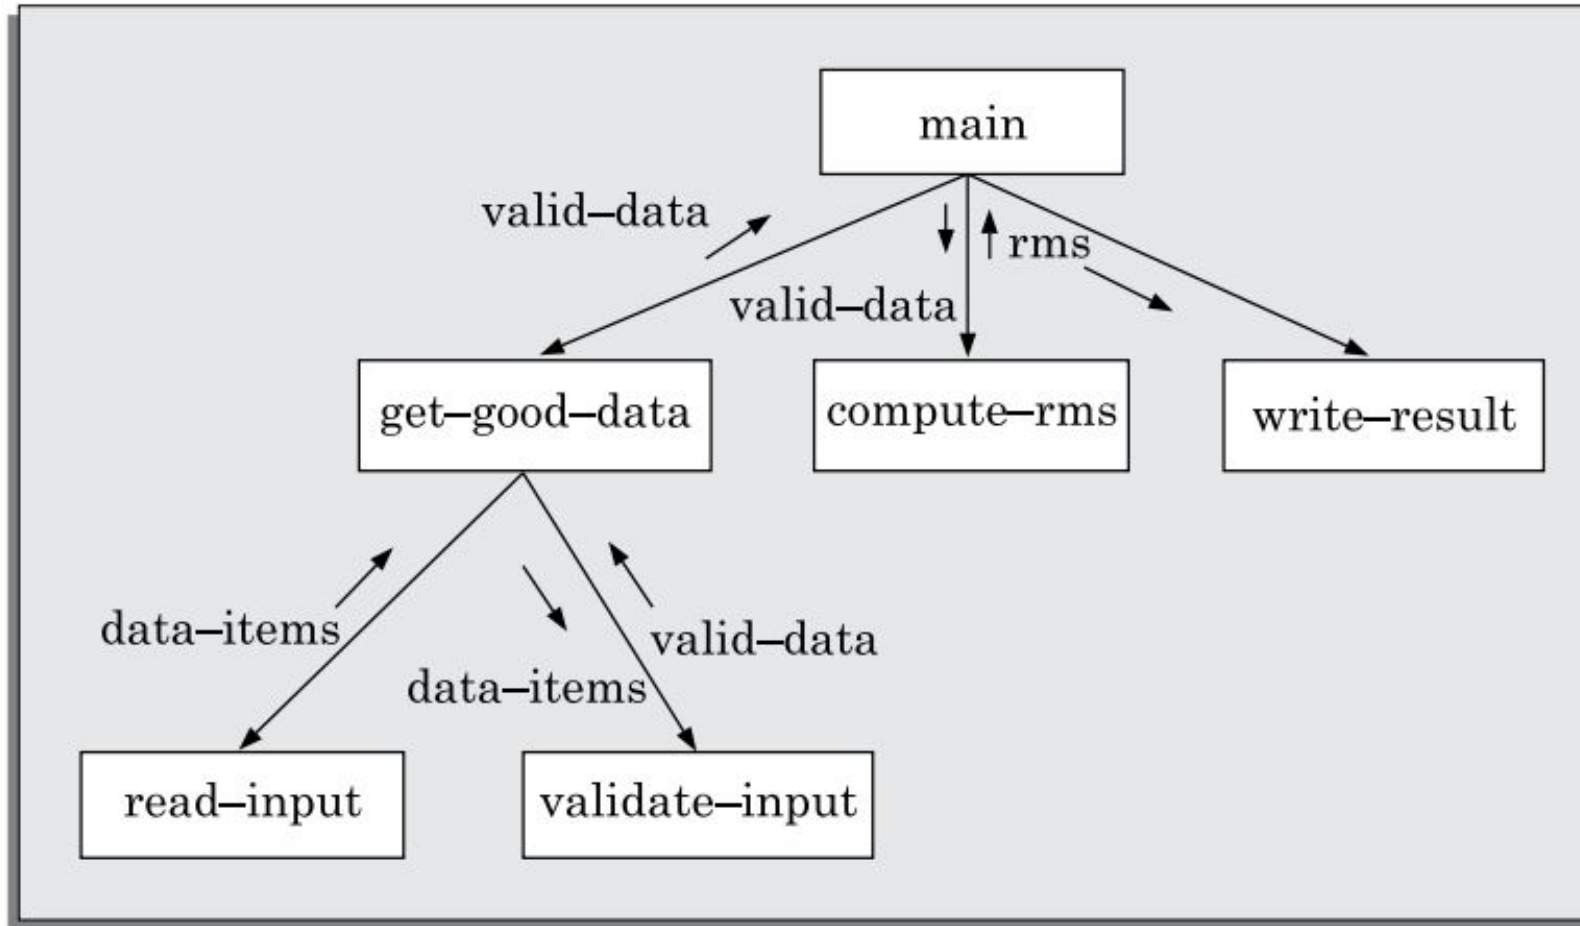 main
valid–data
rms
valid–data
get–good–data
compute–rms
write–result
data–items
valid–data
data–items
read–input
validate–input